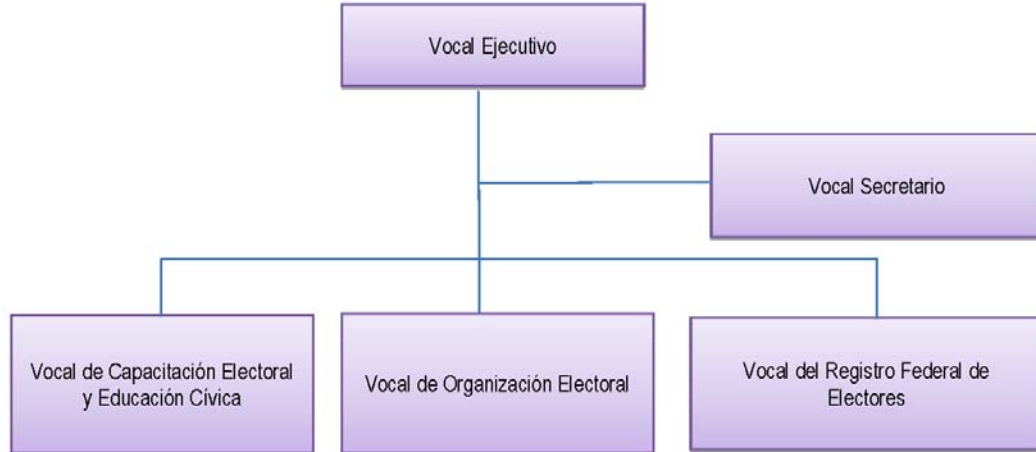 Vocal Ejecutivo
Vocal Secretario
Vocal de Capacitación Electoral
y Educación Cívica
Vocal de Organización Electoral
Vocal del Registro Federal de
Electores